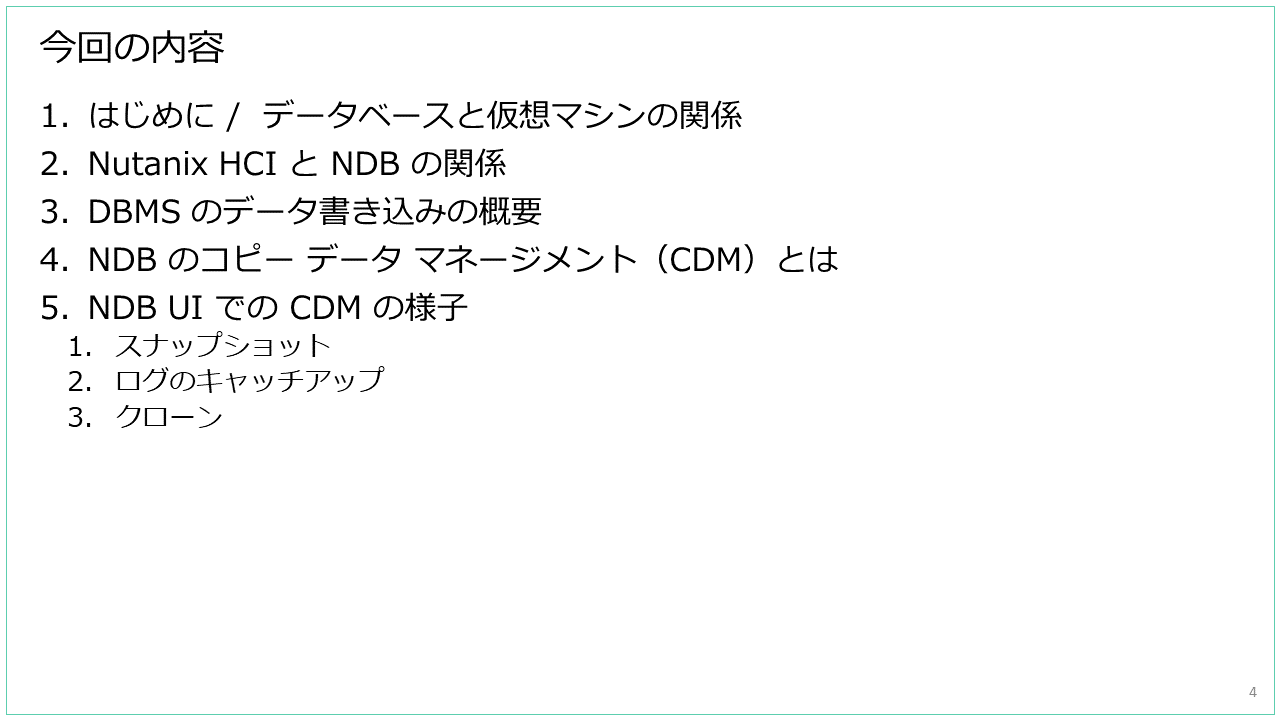 今回の内容
1. はじめに / データベースと仮想マシンの関係
2. Nutanix HCI と NDB の関係
3. DBMS のデータ書き込みの概要
4. NDB のコピー データ マネージメント（CDM）とは
5. NDB UI での CDM の様子
1. スナップショット
2. ログのキャッチアップ
3. クローン
4